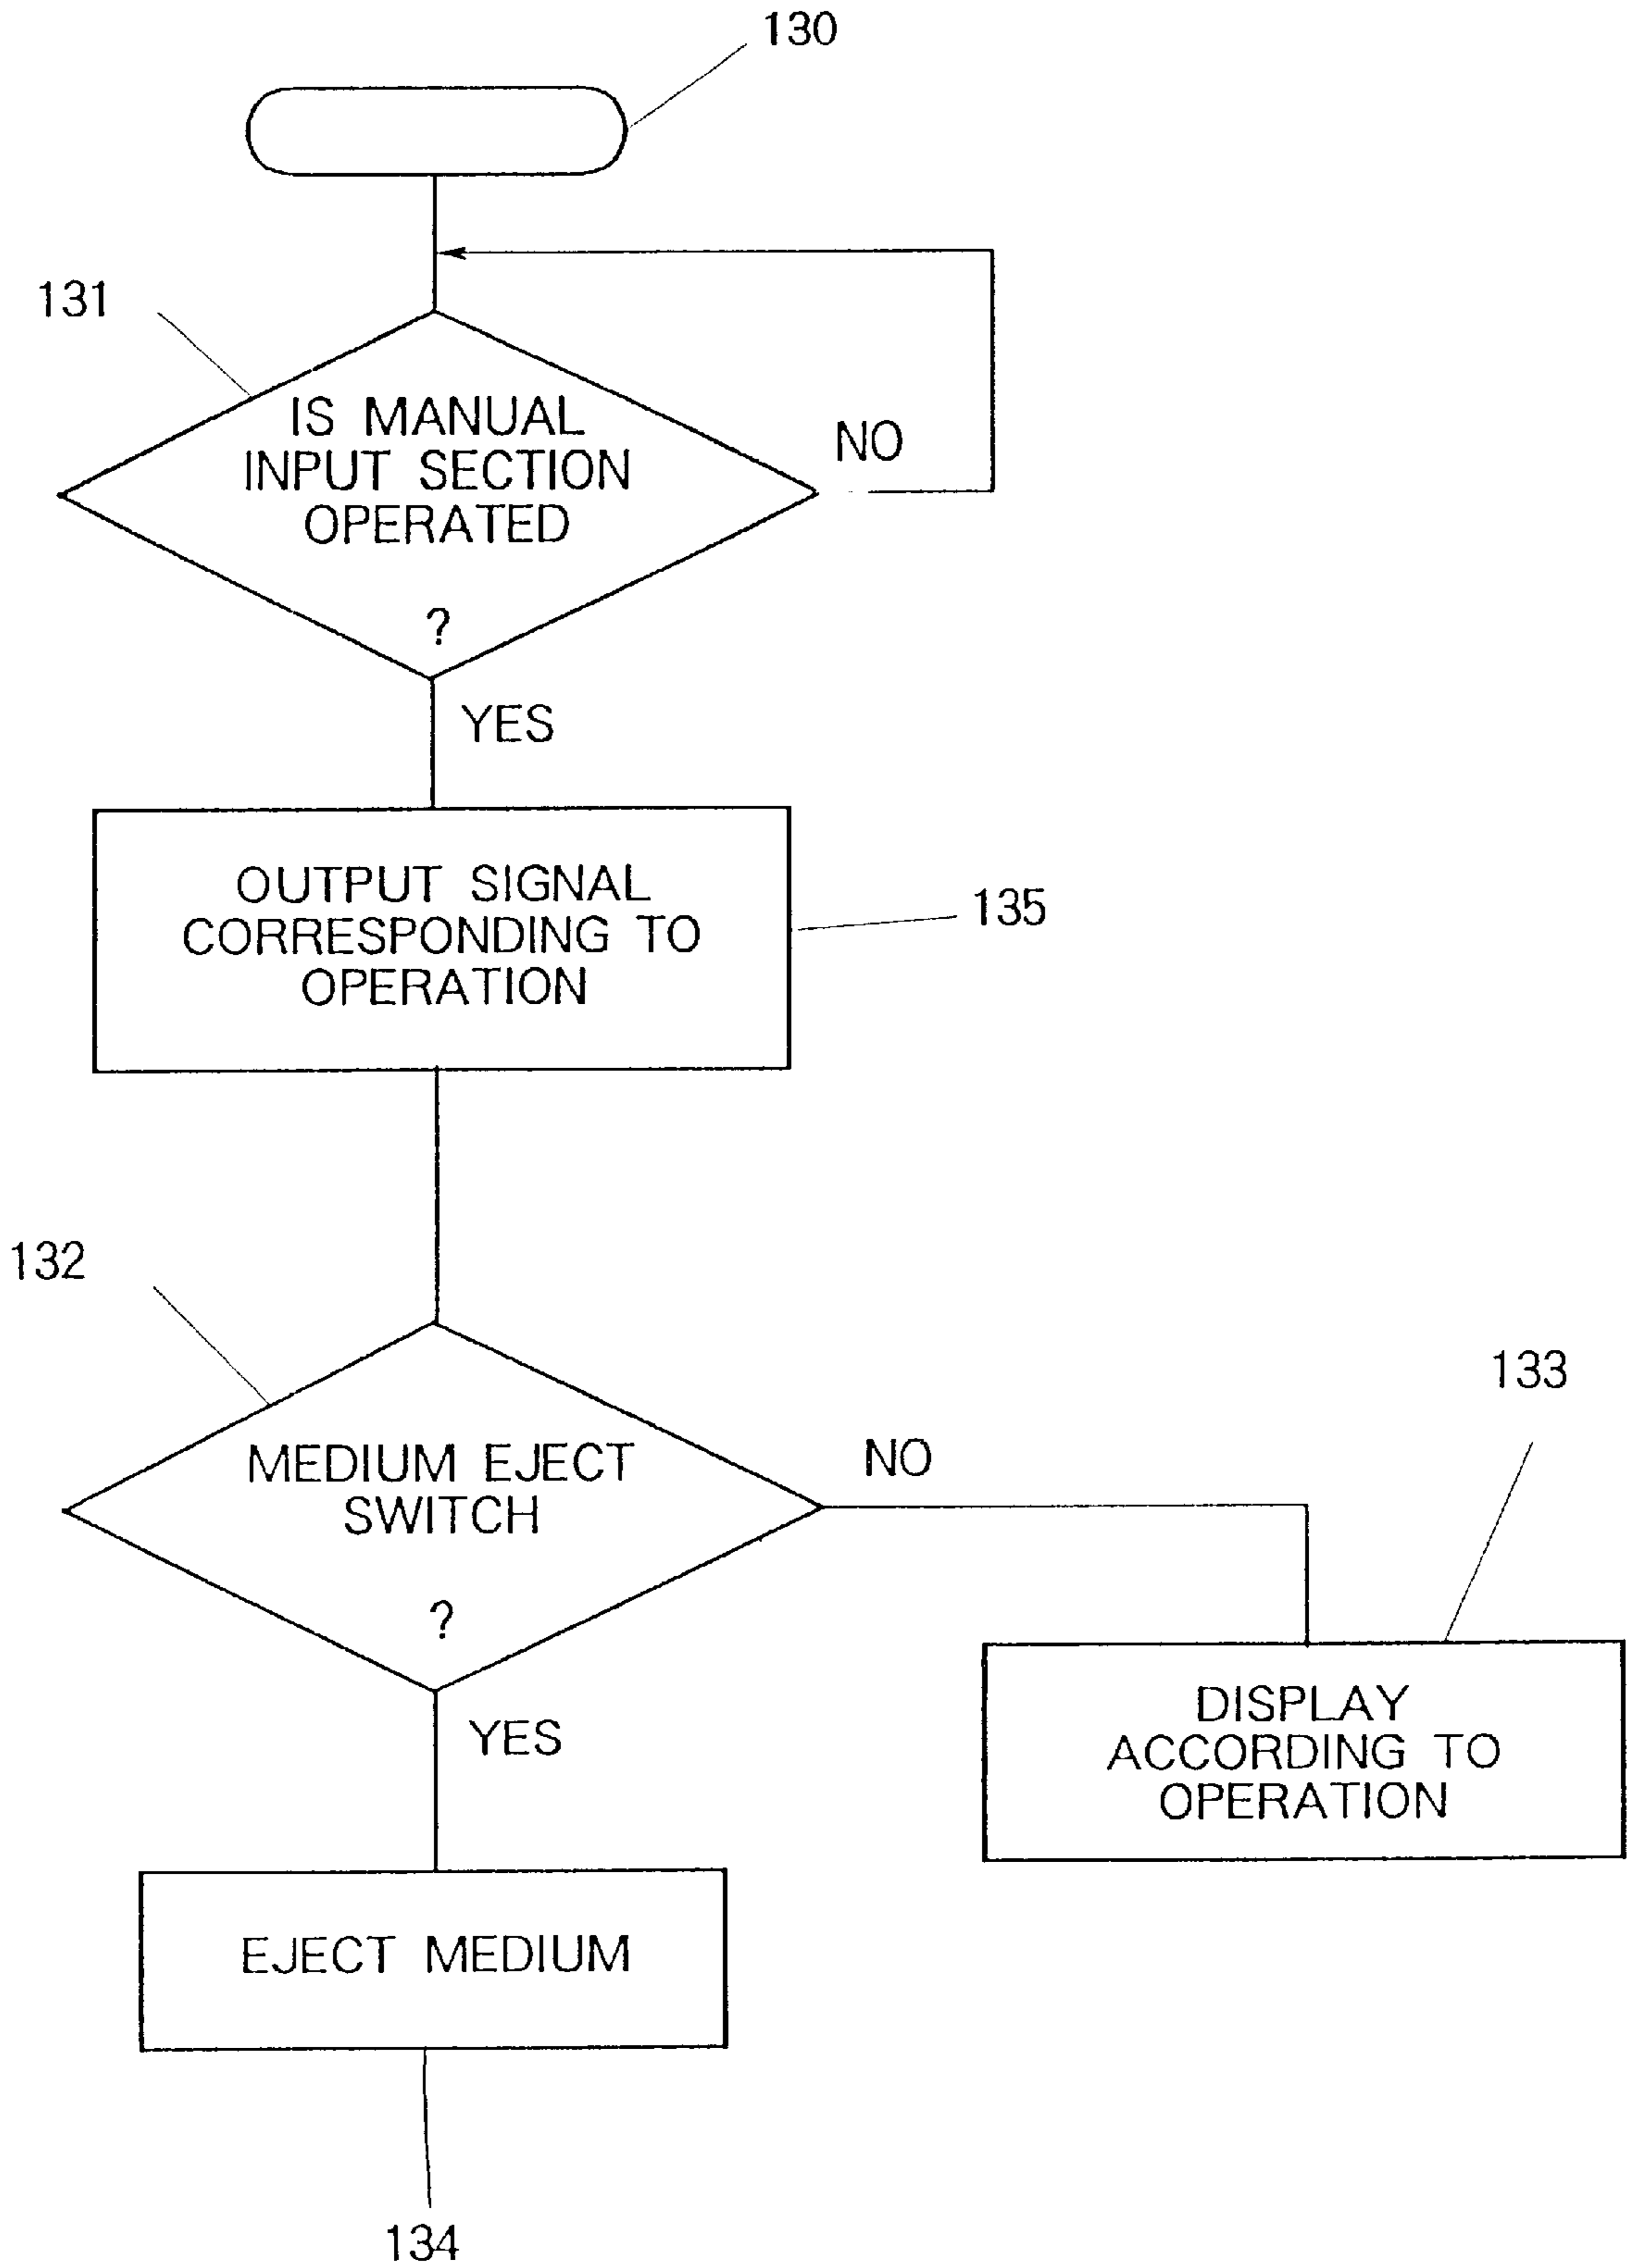 130
131
IS MANUAL
INPUT SECTION
OPERATED
?
NO
YES
OUTPUT SIGNAL
CORRESPONDING TO
OPERATION
135
132
MEDIUM EJECT
SWITCH
?
NO
133
YES
DISPLAY
ACCORDING TO
OPERATION
EJECT MEDIUM
134